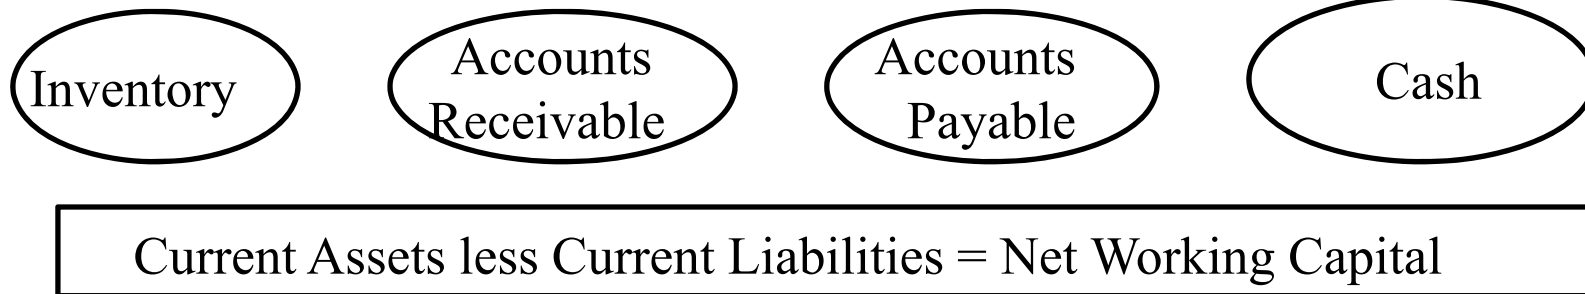 Inventory
Accounts
Receivable
Accounts
Payable
Cash
Current Assets less Current Liabilities = Net Working Capital